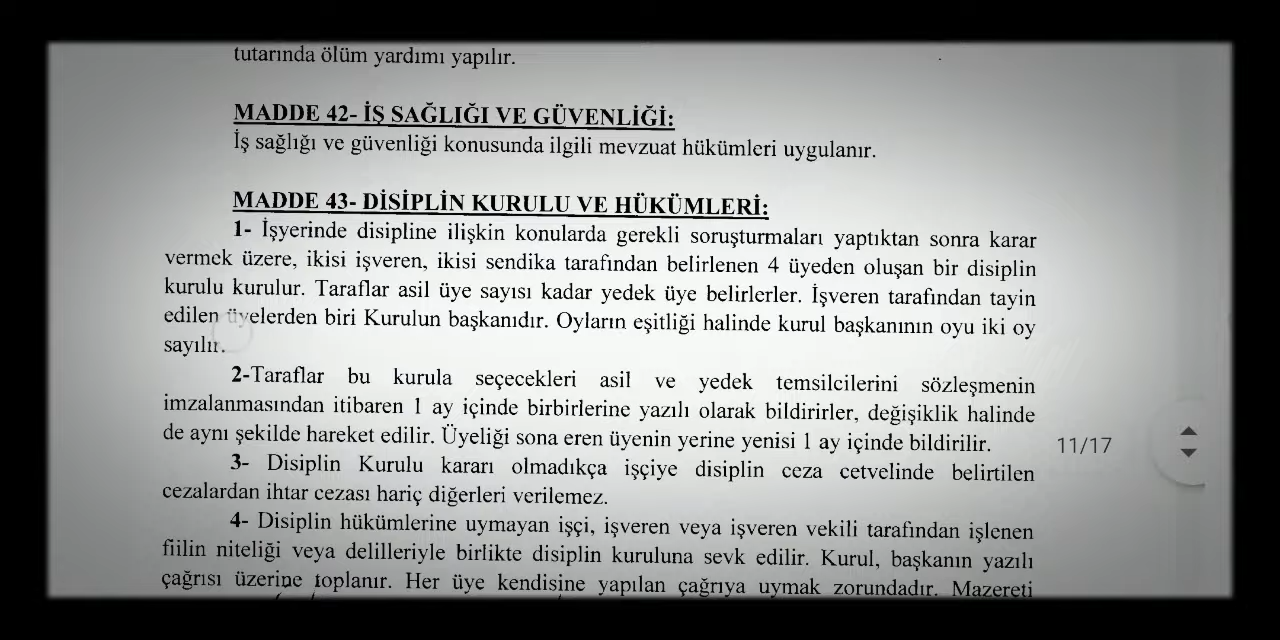 tutarında ölüm yardımı yapılır.
MADDE 42- İŞ SAĞLIĞI VE GÜVENLİĞİ:
İş sağlığı ve güvenliği konusunda ilgili mevzuat hükümleri uygulanır.
MADDE 43- DİSİPLİN KURULU VE HÜKÜMLERİ:
1- İşyerinde disipline ilişkin konularda gerekli soruşturmaları yaptıktan sonra karar
vermek üzere, ikisi işveren, ikisi sendika tarafından belirlenen 4 üyeden oluşan bir disiplin
kurulu kurulur. Taraflar asil üye sayısı kadar yedek üye belirlerler. İşveren tarafından tayin
edilen üyelerden biri Kurulun başkanıdır. Oyların eşitliği halinde kurul başkanının oyu iki oy
sayılır.
2-Taraflar bu kurula seçecekleri asil ve yedek temsilcilerini sözleşmenin
imzalanmasından itibaren 1 ay içinde birbirlerine yazılı olarak bildirirler, değişiklik halinde
de aynı şekilde hareket edilir. Üyeliği sona eren üyenin yerine yenisi 1 ay içinde bildirilir.
11/17
3- Disiplin Kurulu kararı olmadıkça işçiye disiplin ceza cetvelinde belirtilen
cezalardan ihtar cezası hariç diğerleri verilemez.
4- Disiplin hükümlerine uymayan işçi, işveren veya işveren vekili tarafından işlenen
fiilin niteliği veya delilleriyle birlikte disiplin kuruluna sevk edilir. Kurul, başkanın yazılı
çağrısı üzerine toplanır. Her üye kendisine yapılan çağrıya uymak zorundadır. Mazereti